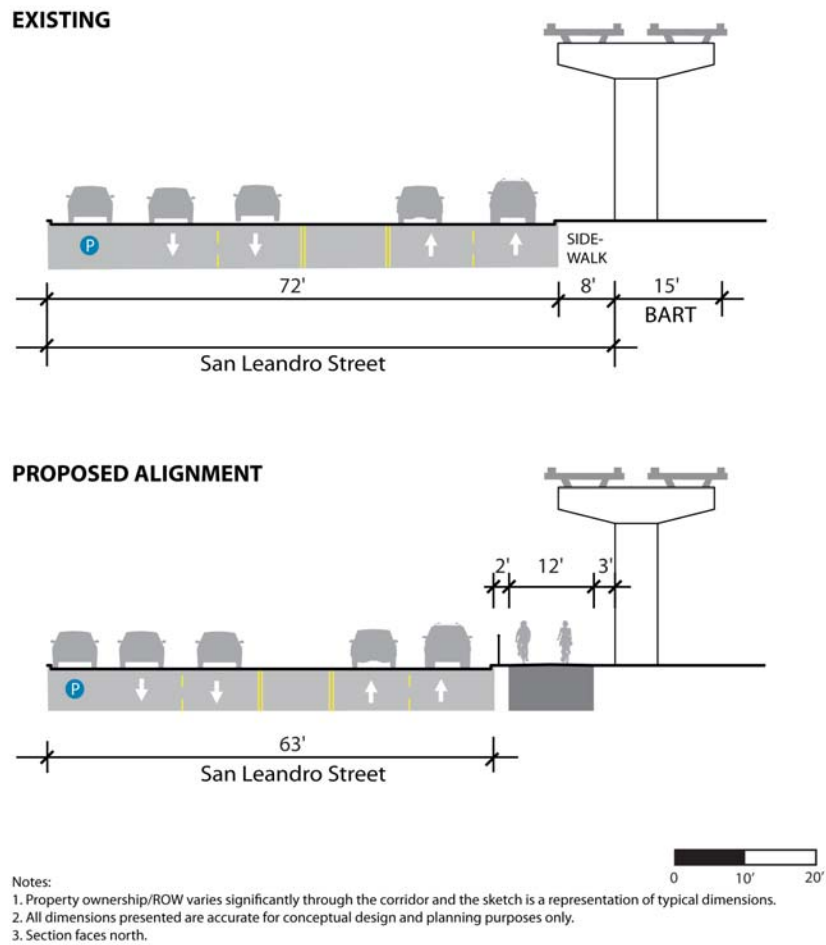 EXISTING
P
SIDE-
WALK
72'
8'
15'
BART
San Leandro Street
PROPOSED ALIGNMENT
2'
12'
3'
P
63'
San Leandro Street
0
10'
20'
Notes:
1. Property ownership/ROW varies significantly through the corridor and the sketch is a representation of typical dimensions.
2. All dimensions presented are accurate for conceptual design and planning purposes only.
3. Section faces north.